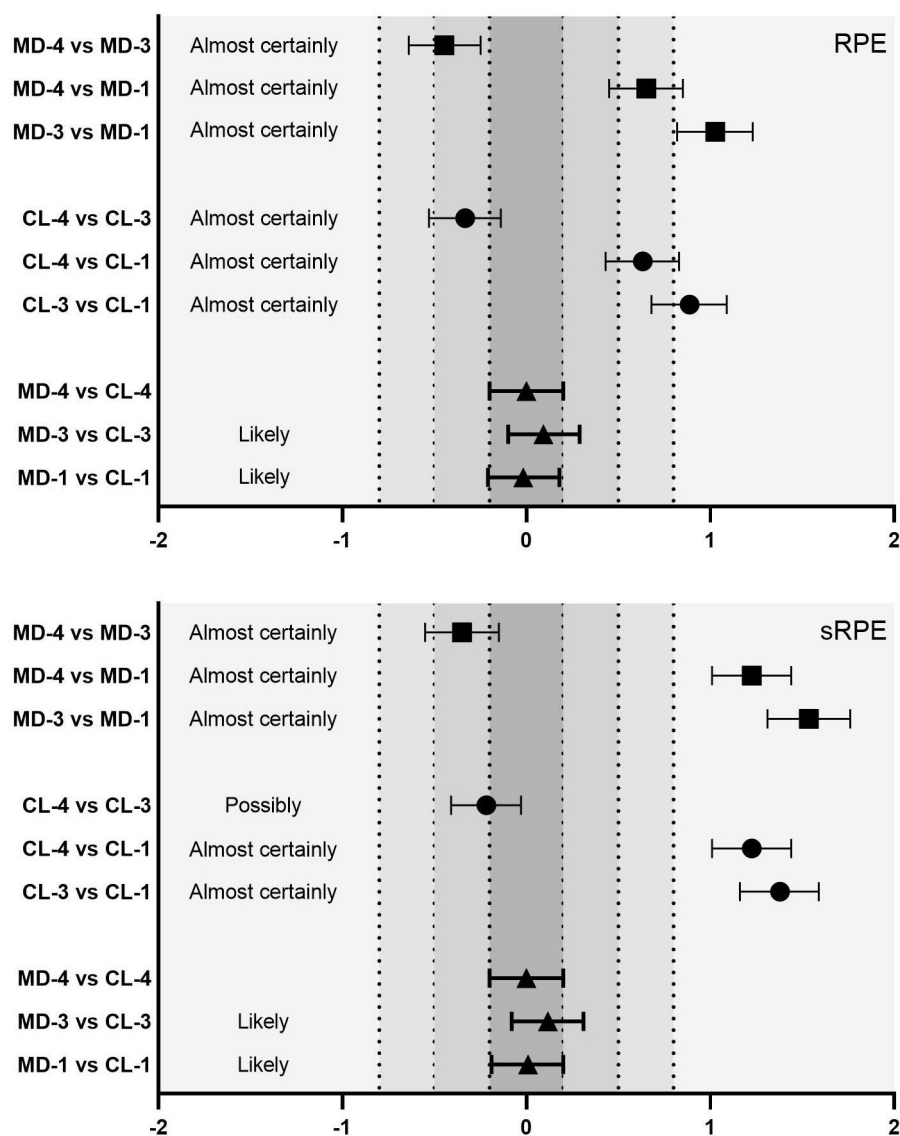 RPE
MD-4 vs MD-3 Almost certainly
MD-4 vs MD-1 Almost certainly
MD-3 vs MD-1 Almost certainly
CL-4 vs CL-3 Almost certainly
CL-4 vs CL-1 Almost certainly
CL-3 vs CL-1 Almost certainly
MD-4 vs CL-4
MD-3 vs CL-3 Likely
MD-1 vs CL-1 Likely
-2 -1 0 1 2
sRPE
MD-4 vs MD-3 Almost certainly
MD-4 vs MD-1 Almost certainly
MD-3 vs MD-1 Almost certainly
CL-4 vs CL-3 Possibly
CL-4 vs CL-1 Almost certainly
CL-3 vs CL-1 Almost certainly
MD-4 vs CL-4
MD-3 vs CL-3 Likely
MD-1 vs CL-1 Likely
-2 -1 0 1 2